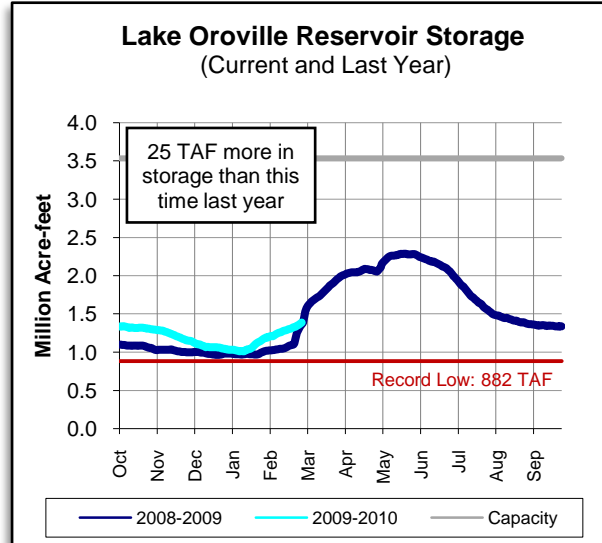 Lake Oroville Reservoir Storage
(Current and Last Year)
25 TAF more in
storage than this
time last year
Million Acre-feet
4.0
3.5
3.0
2.5
2.0
1.5
1.0
0.5
0.0
Record Low: 882 TAF
Oct
Nov
Dec
Jan
Feb
Mar
Apr
May
Jun
Jul
Aug
Sep
2008-2009
2009-2010
Capacity